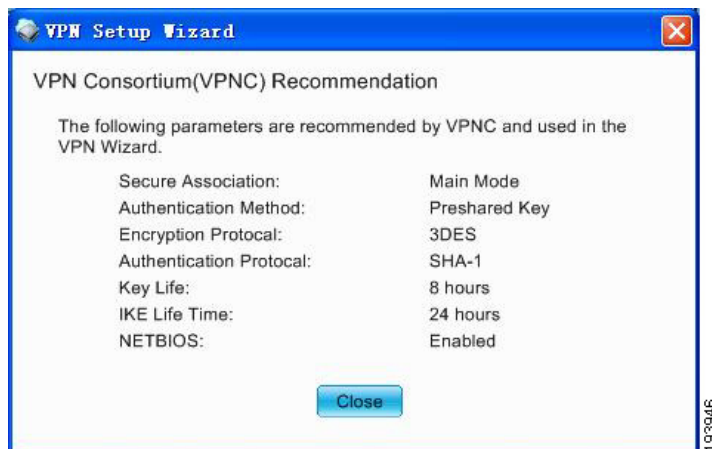 VPN Setup Wizard
VPN Consortium(VPNC) Recommendation
The following parameters are recommended by VPNC and used in the
VPN Wizard.
Secure Association: Main Mode
Authentication Method: Preshared Key
Encryption Protocal: 3DES
Authentication Protocal: SHA-1
Key Life: 8 hours
IKE Life Time: 24 hours
NETBIOS: Enabled
Close
193946